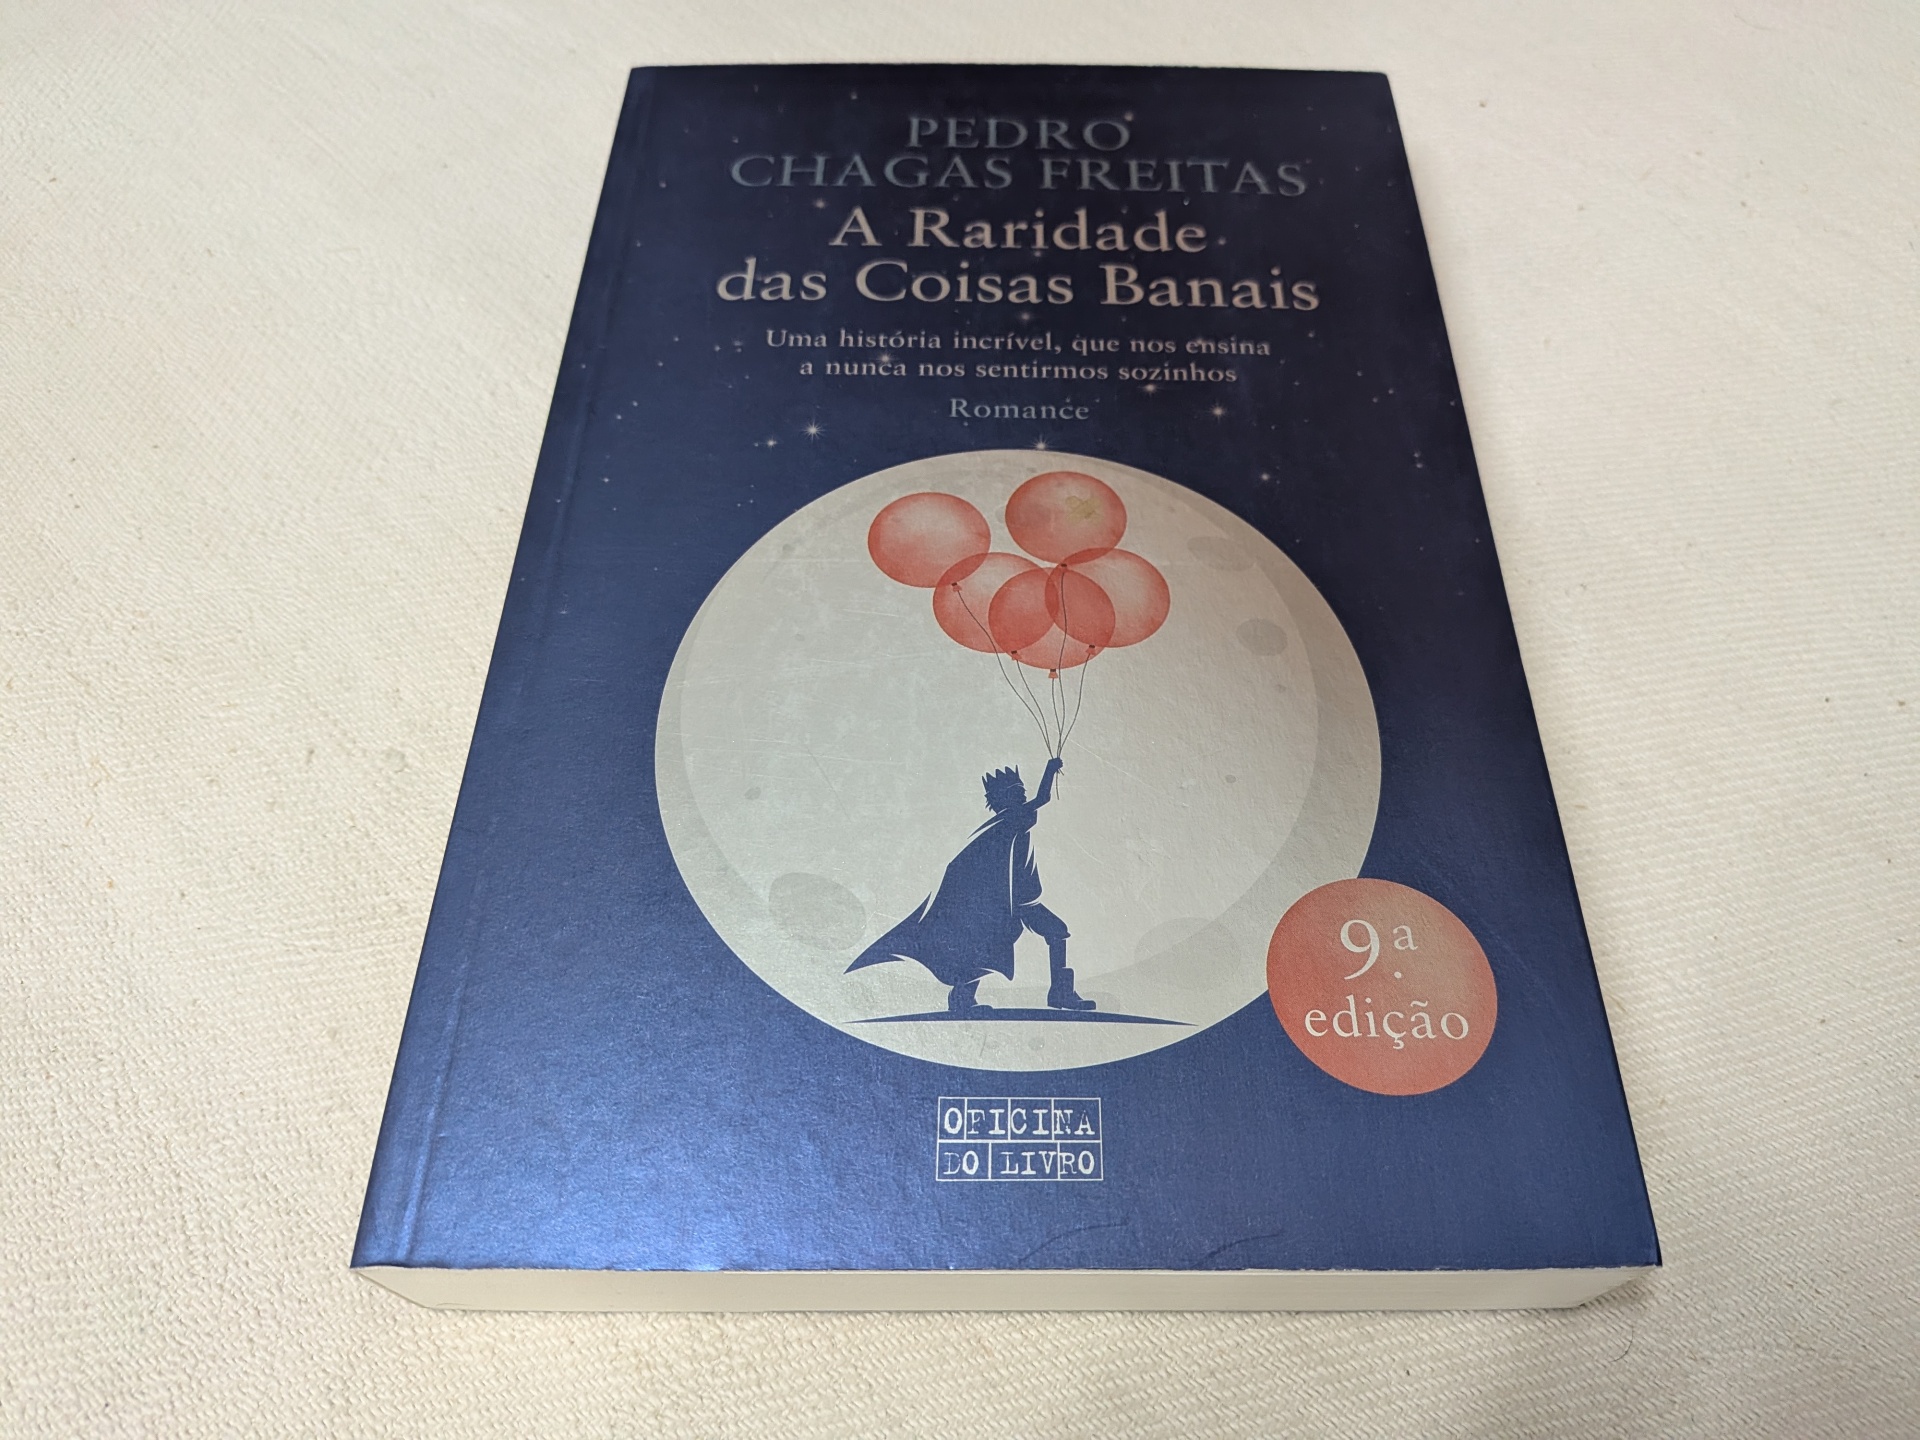 PEDRO
CHAGAS FREITAS
A Raridade
das Coisas Banais
Uma história incrível, que nos ensina
a nunca nos sentirmos sozinhos
Romance
9.ª
edição
OFICINA
DO LIVRO